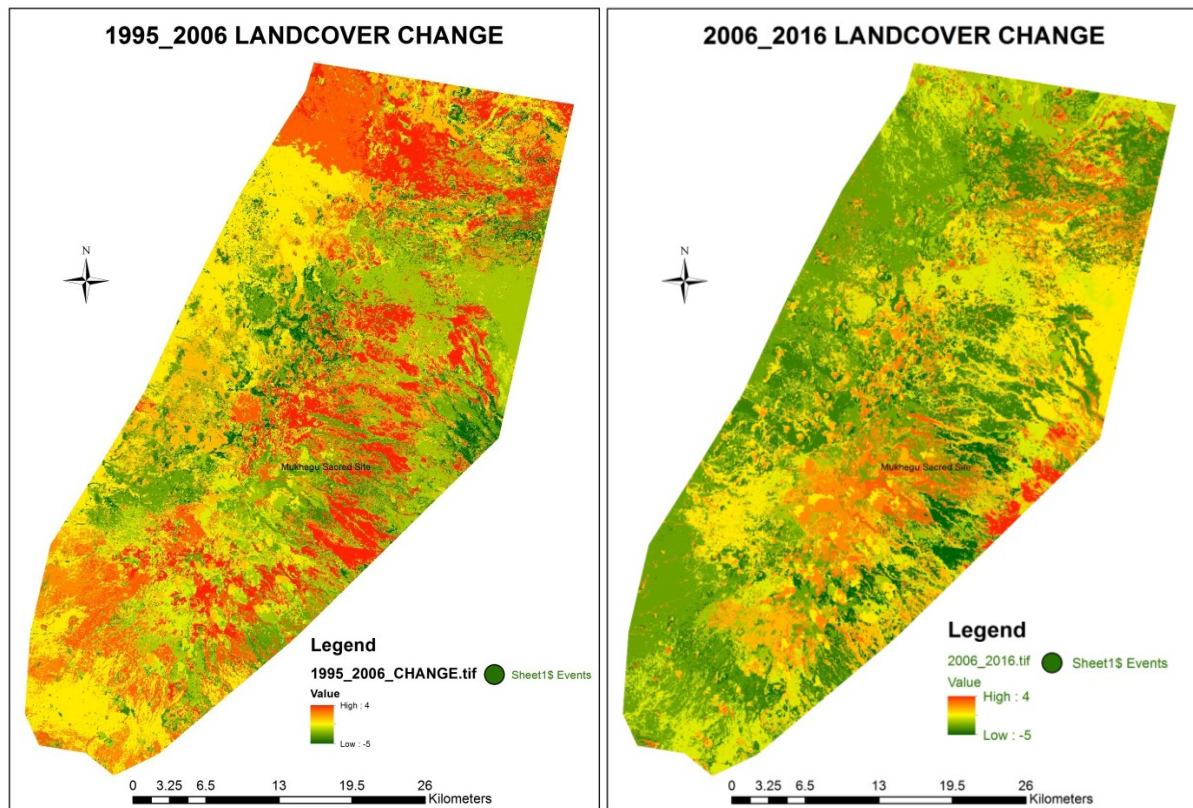 1995_2006 LANDCOVER CHANGE
N
Mukhegu Sacred Site
Legend
1995_2006_CHANGE.tif Sheet1$ Events
Value
High : 4
Low : -5
0 3.25 6.5 13 19.5 26
Kilometers
2006_2016 LANDCOVER CHANGE
N
Mukhegu Sacred Site
Legend
2006_2016.tif Sheet1$ Events
Value
High : 4
Low : -5
0 3.25 6.5 13 19.5 26
Kilometers